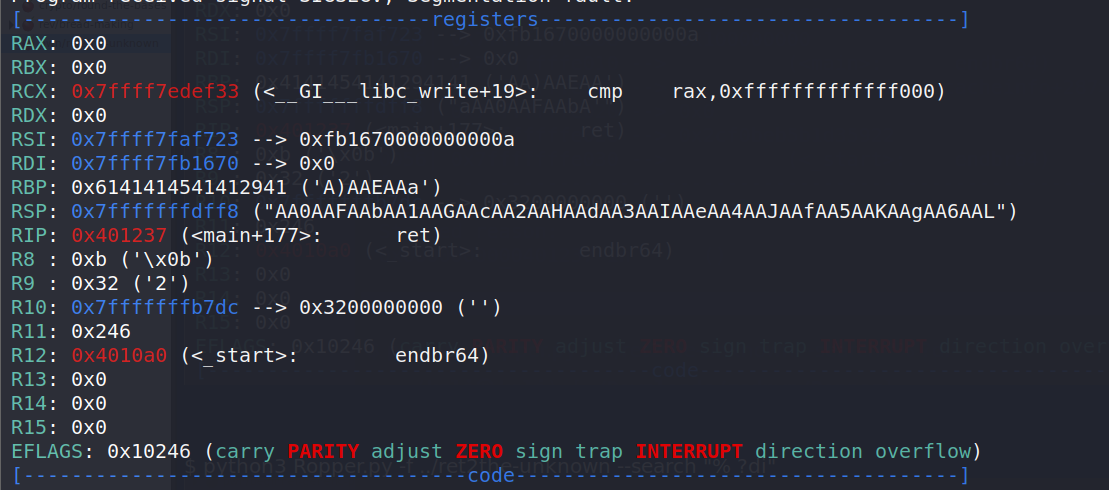 Program received signal SIGSEGV, Segmentation fault.
[----------------------------------registers-----------------------------------]
RAX: 0x0
RBX: 0x0
RCX: 0x7ffff7edef33 (<__GI___libc_write+19>:    cmp    rax,0xfffffffffffff000)
RDX: 0x0
RSI: 0x7ffff7faf723 --> 0xfb1670000000000a
RDI: 0x7ffff7fb1670 --> 0x0
RBP: 0x6141414541412941 ('A)AAEAAa')
RSP: 0x7fffffffdff8 ("AA0AAFAAbAA1AAGAAcAA2AAHAAdAA3AAIAAeAA4AAJAAfAA5AAKAAgAA6AAL")
RIP: 0x401237 (<main+177>:      ret)
R8 : 0xb ('\x0b')
R9 : 0x32 ('2')
R10: 0x7fffffffb7dc --> 0x3200000000 ('')
R11: 0x246
R12: 0x4010a0 (<_start>:        endbr64)
R13: 0x0
R14: 0x0
R15: 0x0
EFLAGS: 0x10246 (carry PARITY adjust ZERO sign trap INTERRUPT direction overflow)
[-------------------------------------code-------------------------------------]